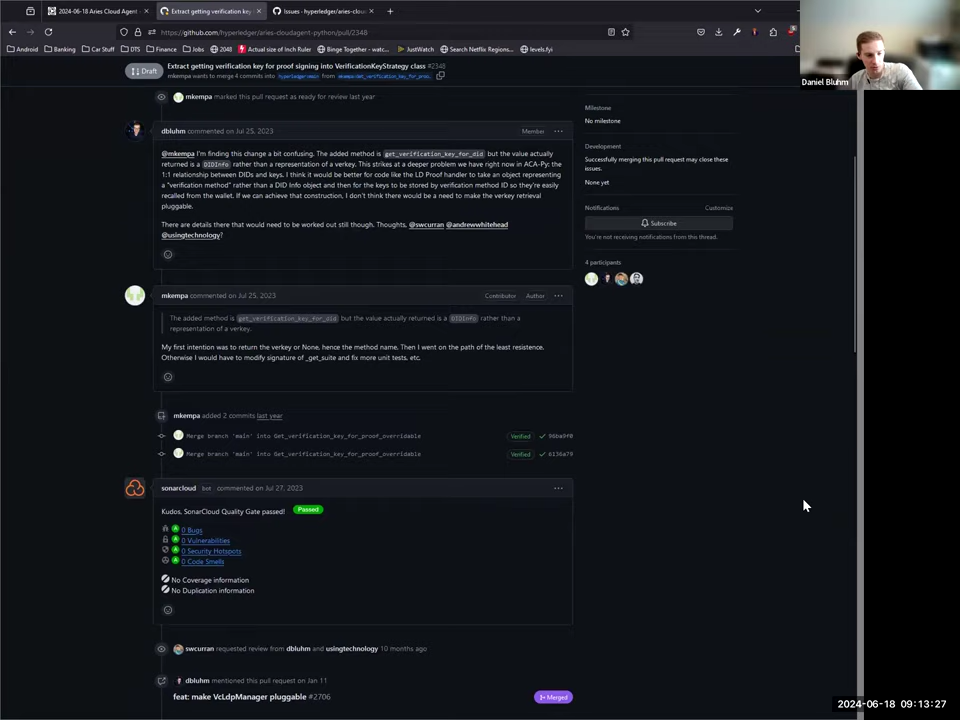 2024-06-18 Aries Cloud Agent
Extract getting verification key
Issues · hyperledger/aries-cloud
https://github.com/hyperledger/aries-cloudagent-python/pull/2348
Android
Banking
Car Stuff
DTS
Finance
Jobs
2048
Actual size of Inch Ruler
Binge Together - watc...
JustWatch
Search Netflix Regions...
levels.fyi
Draft
Extract getting verification key for proof signing into VerificationKeyStrategy class #2348
mkempa wants to merge 4 commits into hyperledger:main from
mkempa marked this pull request as ready for review last year
dbluhm commented on Jul 25, 2023
Member
@mkempa I'm finding this change a bit confusing. The added method is get_verification_key_for_did but the value actually
returned is a DIDInfo rather than a representation of a verkey. This strikes at a deeper problem we have right now in ACA-Py: the
1:1 relationship between DIDs and keys. I think it would be better for code like the LD Proof handler to take an object representing
a "verification method" rather than a DID Info object and then for the keys to be stored by verification method ID so they're easily
recalled from the wallet. If we can achieve that construction, I don't think there would be a need to make the verkey retrieval
pluggable.
There are details there that would need to be worked out still though. Thoughts, @swcurran @andrewwhitehead
@usingtechnology?
mkempa commented on Jul 25, 2023
Contributor
Author
The added method is get_verification_key_for_did but the value actually returned is a DIDInfo rather than a
representation of a verkey.
My first intention was to return the verkey or None, hence the method name. Then I went on the path of the least resistence.
Otherwise I would have to modify signature of _get_suite and fix more unit tests, etc.
mkempa added 2 commits last year
Merge branch 'main' into Get_verification_key_for_proof_overridable
Verified
96ba9f0
Merge branch 'main' into Get_verification_key_for_proof_overridable
Verified
6136a79
sonarcloud bot commented on Jul 27, 2023
Kudos, SonarCloud Quality Gate passed! Passed
A 0 Bugs
A 0 Vulnerabilities
A 0 Security Hotspots
A 0 Code Smells
No Coverage information
No Duplication information
swcurran requested review from dbluhm and usingtechnology 10 months ago
dbluhm mentioned this pull request on Jan 11
feat: make VcLdpManager pluggable #2706
Merged
Milestone
No milestone
Development
Successfully merging this pull request may close these
issues.
None yet
Notifications
Customize
Subscribe
You're not receiving notifications from this thread.
4 participants
Daniel Bluhm
2024-06-18 09:13:27